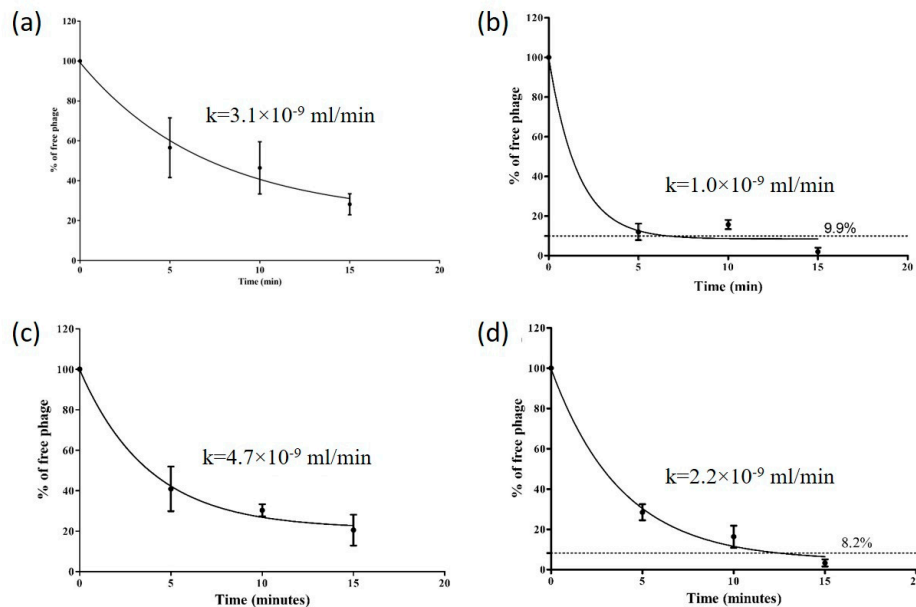 (a)
120
100
80
60
40
20
0
% of free phage
k=3.1×10⁻⁹ ml/min
0 5 10 15 20
Time (min)
(b)
120
100
80
60
40
20
0
% of free phage
k=1.0×10⁻⁹ ml/min
9.9%
0 5 10 15 20
Time (min)
(c)
120
100
80
60
40
20
0
% of free phage
k=4.7×10⁻⁹ ml/min
0 5 10 15 20
Time (minutes)
(d)
120
100
80
60
40
20
0
% of free phage
k=2.2×10⁻⁹ ml/min
8.2%
0 5 10 15 20
Time (minutes)